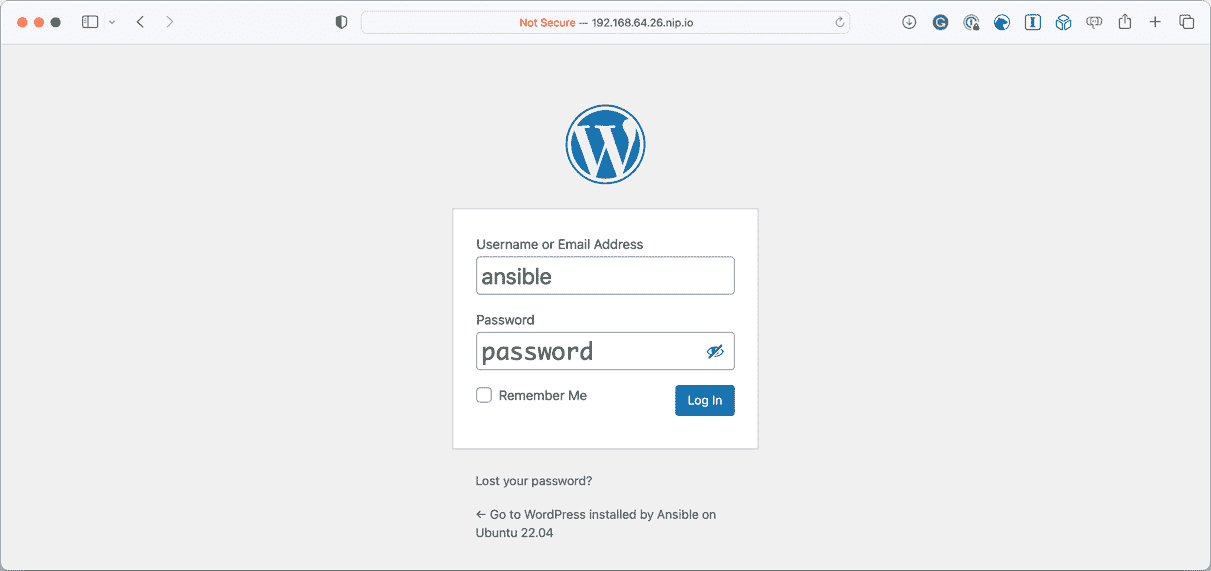 Not Secure — 192.168.64.26.nip.io
Username or Email Address
ansible
Password
password
Remember Me
Log In
Lost your password?
← Go to WordPress installed by Ansible on
Ubuntu 22.04